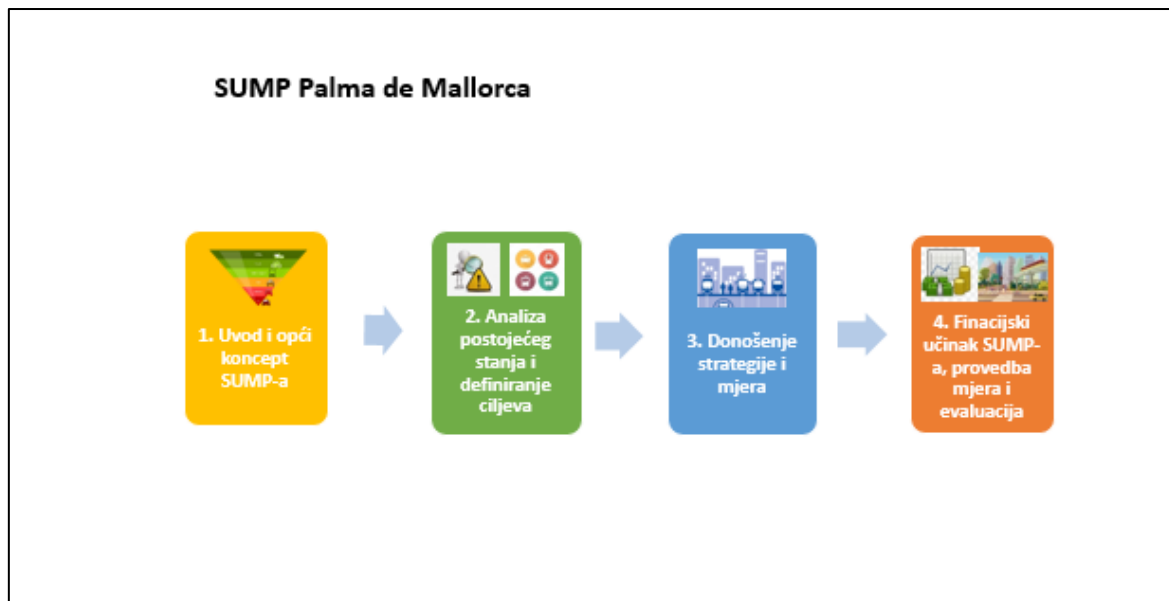 SUMP Palma de Mallorca
1. Uvod i opći
koncept
SUMP-a
2. Analiza
postojećeg
stanja i
definiranje
ciljeva
3. Donošenje
strategije i
mjera
4. Finacijski
učinak SUMP-
a, provedba
mjera i
evaluacija